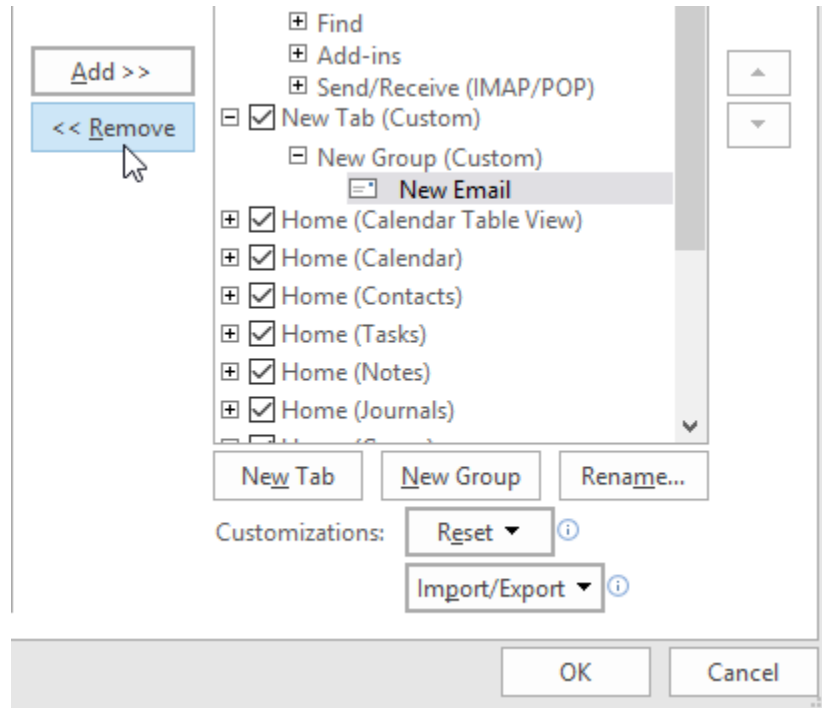 Find
Add-ins
Send/Receive (IMAP/POP)
Add >>
<< Remove
New Tab (Custom)
New Group (Custom)
New Email
Home (Calendar Table View)
Home (Calendar)
Home (Contacts)
Home (Tasks)
Home (Notes)
Home (Journals)
New Tab
New Group
Rename...
Customizations:
Reset
Import/Export
OK
Cancel